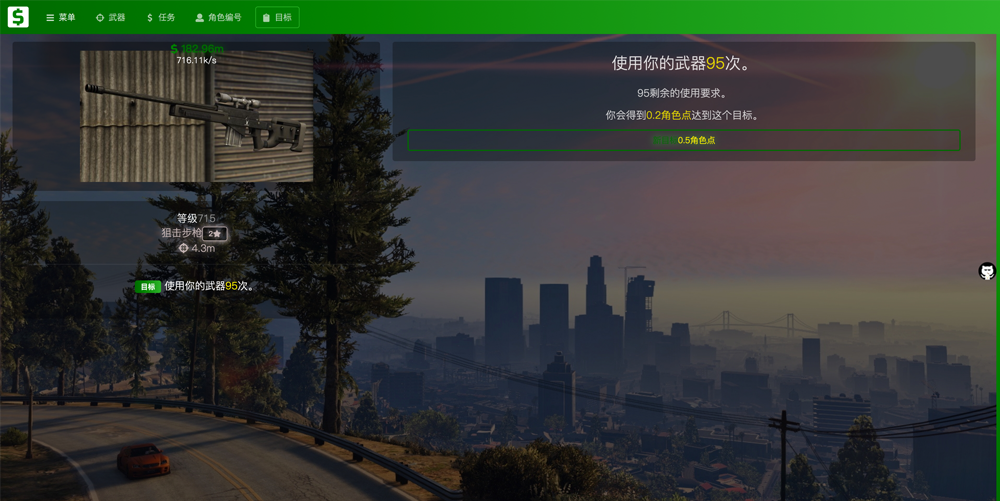 菜单 武器 任务 角色编号 目标
$ 182.96m
716.11k/s
等级715
狙击步枪 2★
4.3m
目标 使用你的武器95次。
使用你的武器95次。
95剩余的使用要求。
你会得到0.2角色点达到这个目标。
0.5角色点